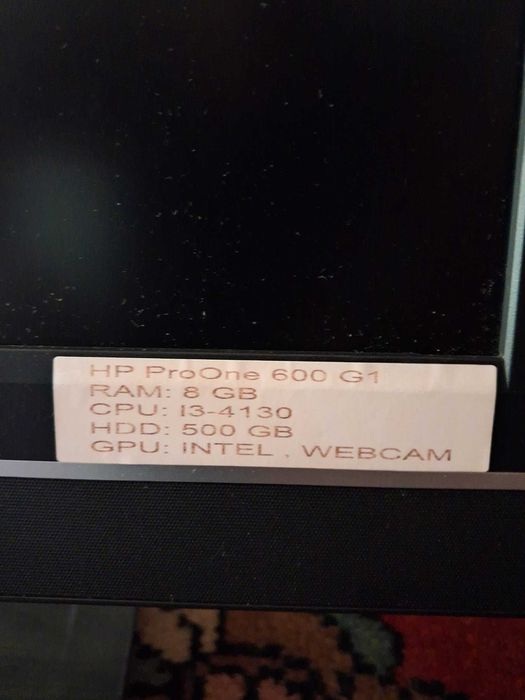 HP ProOne 600 G1
RAM: 8 GB
CPU: I3-4130
HDD: 500 GB
GPU: INTEL . WEBCAM